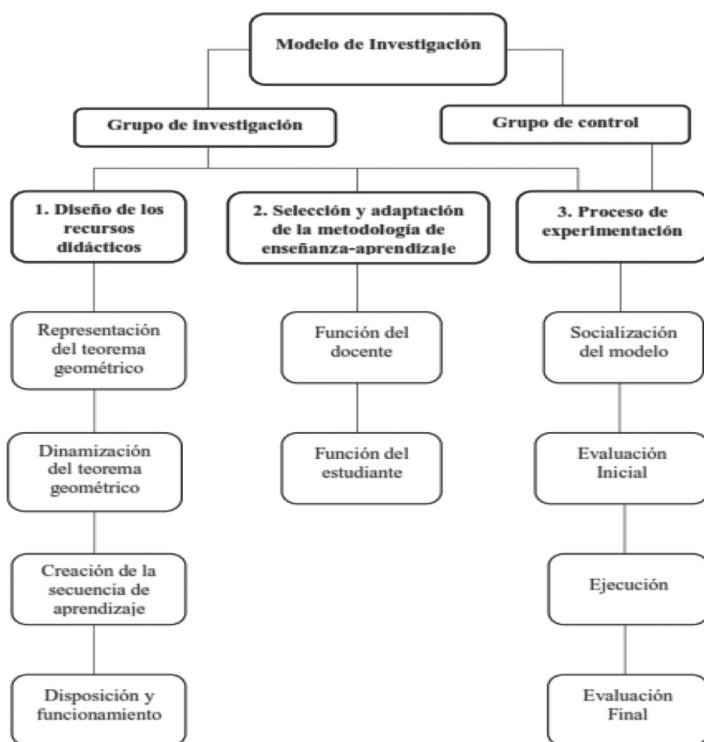 Modelo de Investigación
Grupo de investigación
Grupo de control
1. Diseño de los
recursos
didácticos
2. Selección y adaptación
de la metodología de
enseñanza-aprendizaje
3. Proceso de
experimentación
Representación
del teorema
geométrico
Función del
docente
Socialización
del modelo
Dinamización
del teorema
geométrico
Función del
estudiante
Evaluación
Inicial
Creación de la
secuencia de
aprendizaje
Ejecución
Disposición y
funcionamiento
Evaluación
Final